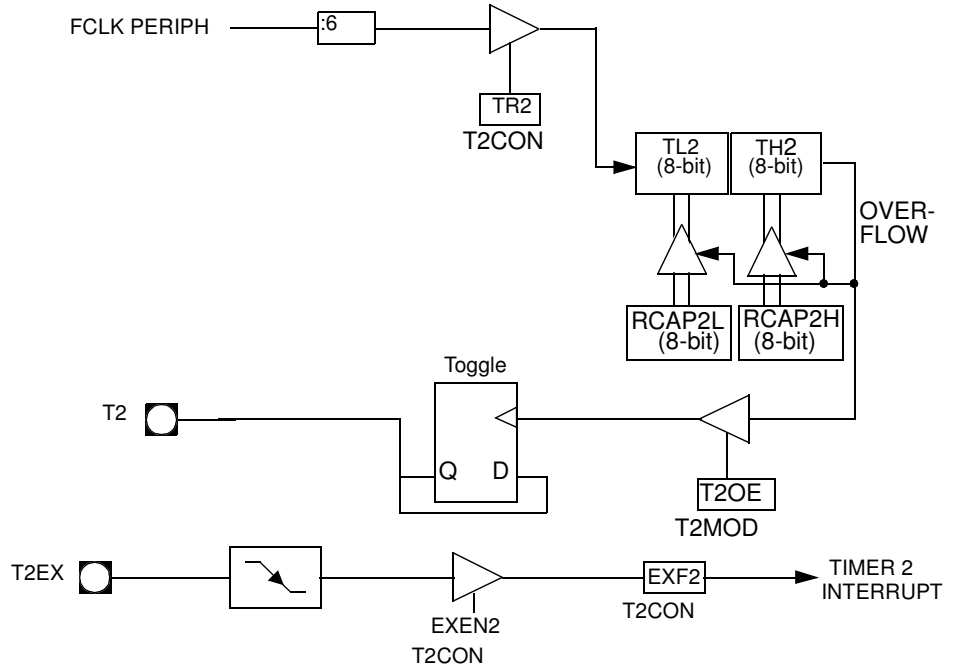 FCLK PERIPH
:6
TR2
T2CON
TL2
(8-bit)
TH2
(8-bit)
OVER-
FLOW
RCAP2L
(8-bit)
RCAP2H
(8-bit)
Toggle
T2
Q
D
T2OE
T2MOD
T2EX
EXEN2
T2CON
EXF2
T2CON
TIMER 2
INTERRUPT